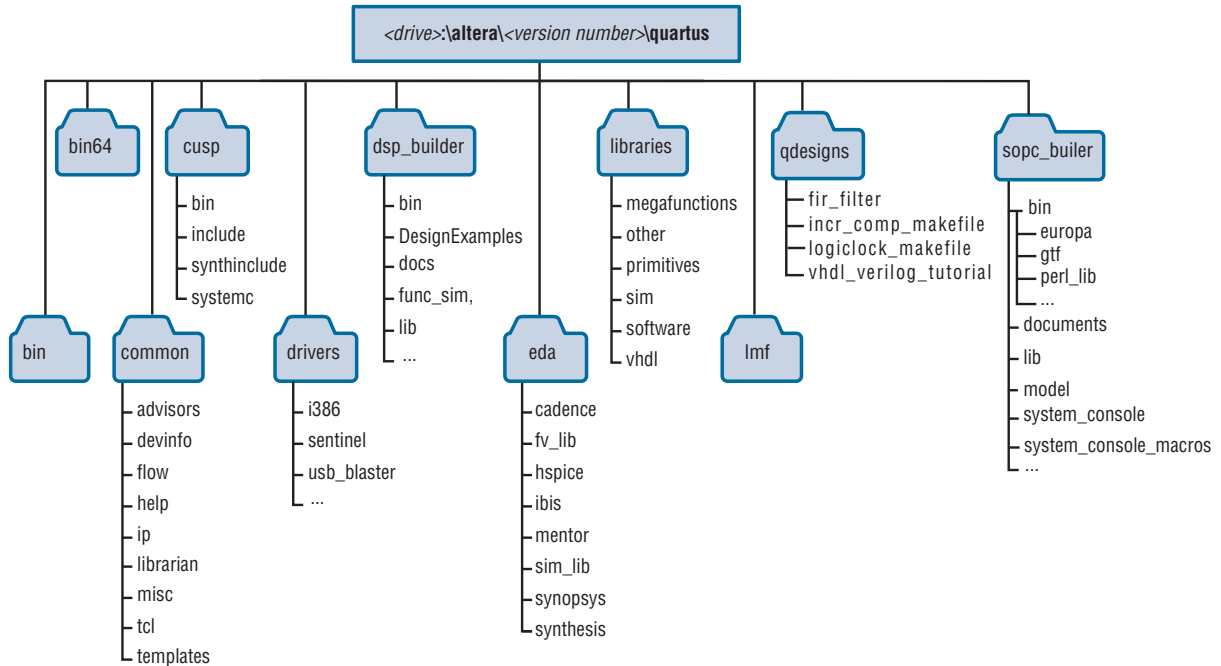 <drive>:\altera\<version number>\quartus
bin64
cusp
bin
include
synthinclude
systemc
dsp_builder
bin
DesignExamples
docs
func_sim,
lib
...
libraries
megafunctions
other
primitives
sim
software
vhdl
qdesigns
fir_filter
incr_comp_makefile
logiclock_makefile
vhdl_verilog_tutorial
sopc_builer
bin
europa
gtf
perl_lib
...
documents
lib
model
system_console
system_console_macros
...
bin
common
advisors
devinfo
flow
help
ip
librarian
misc
tcl
templates
drivers
i386
sentinel
usb_blaster
...
eda
cadence
fv_lib
hspice
ibis
mentor
sim_lib
synopsys
synthesis
lmf